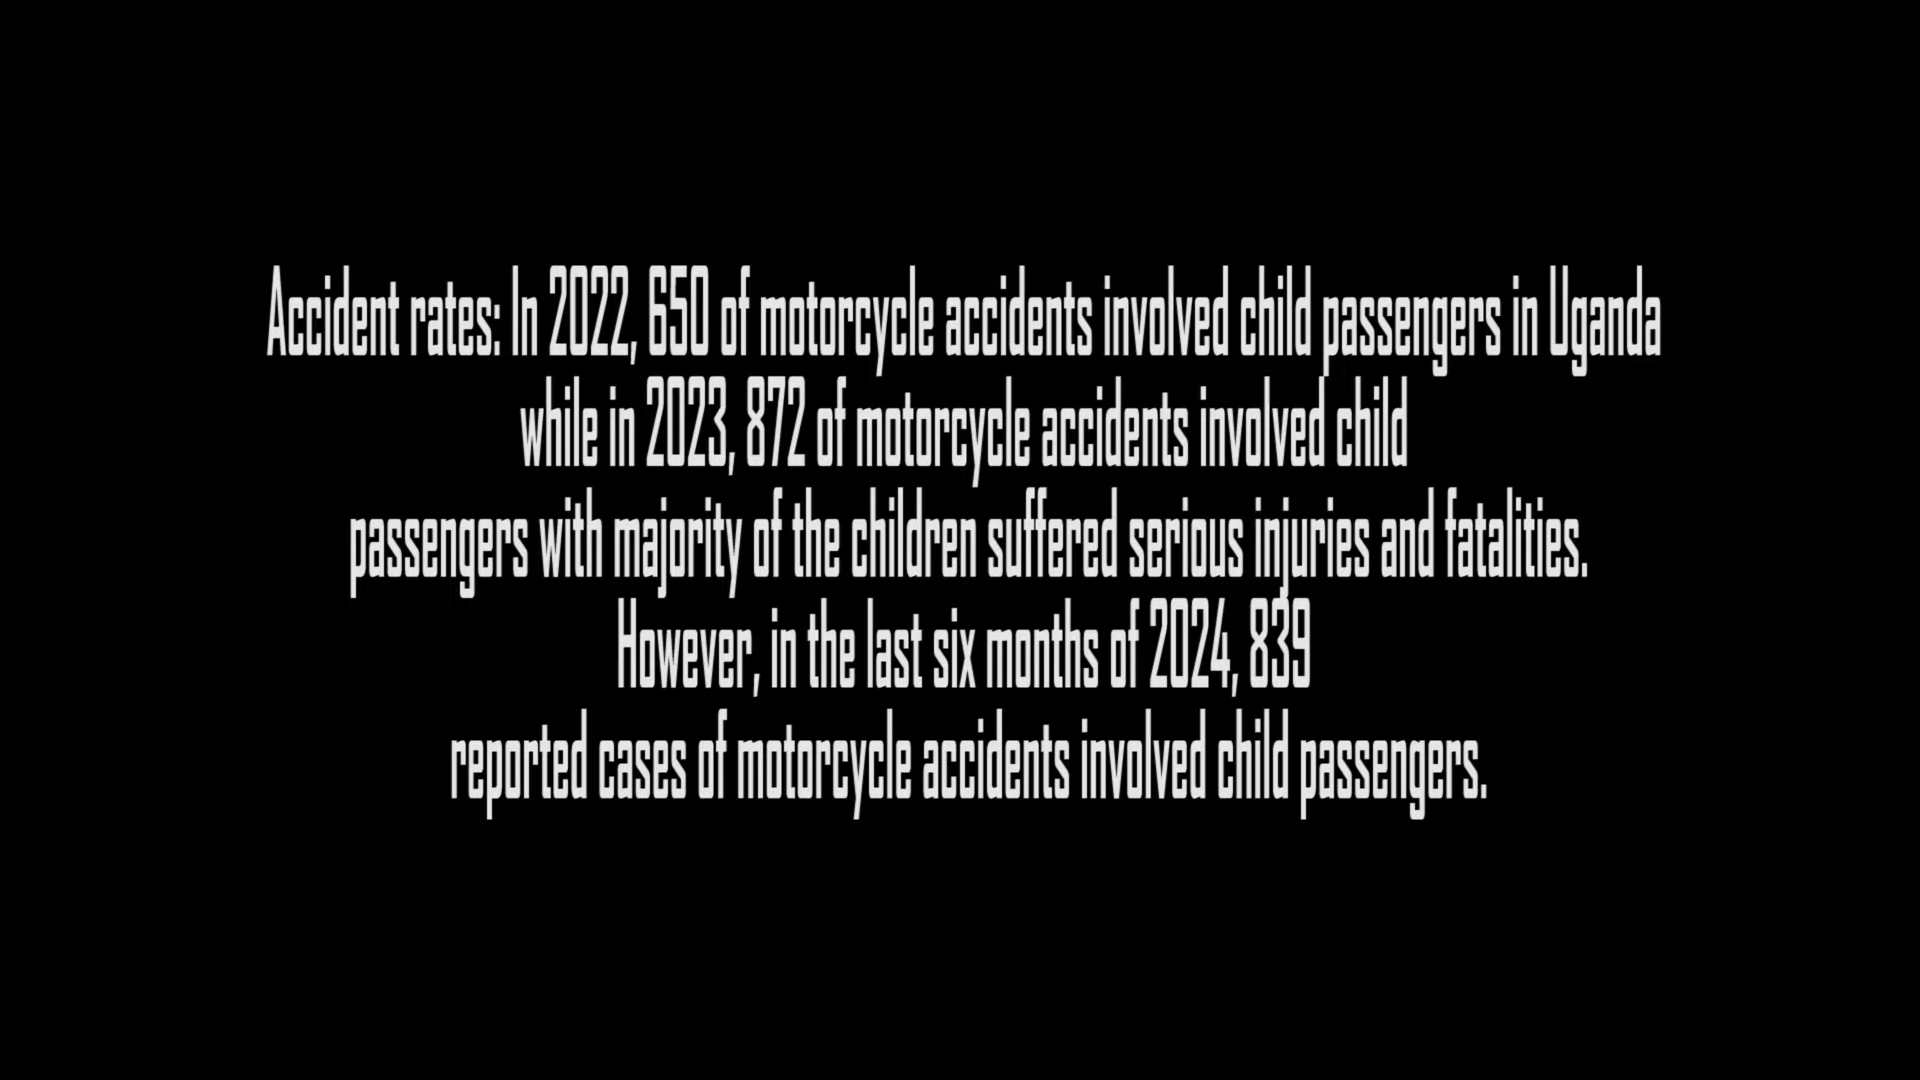 Accident rates: In 2022, 650 of motorcycle accidents involved child passengers in Uganda
while in 2023, 872 of motorcycle accidents involved child
passengers with majority of the children suffered serious injuries and fatalities.
However, in the last six months of 2024, 839
reported cases of motorcycle accidents involved child passengers.